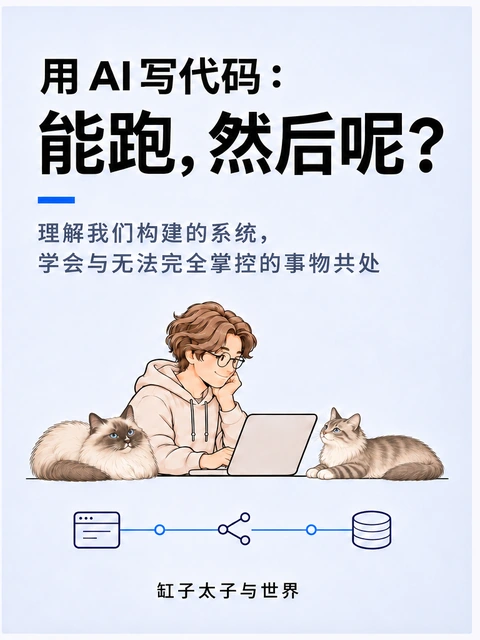 用 AI 写代码：
能跑，然后呢？
理解我们构建的系统，
学会与无法完全掌控的事物共处
缸子太子与世界